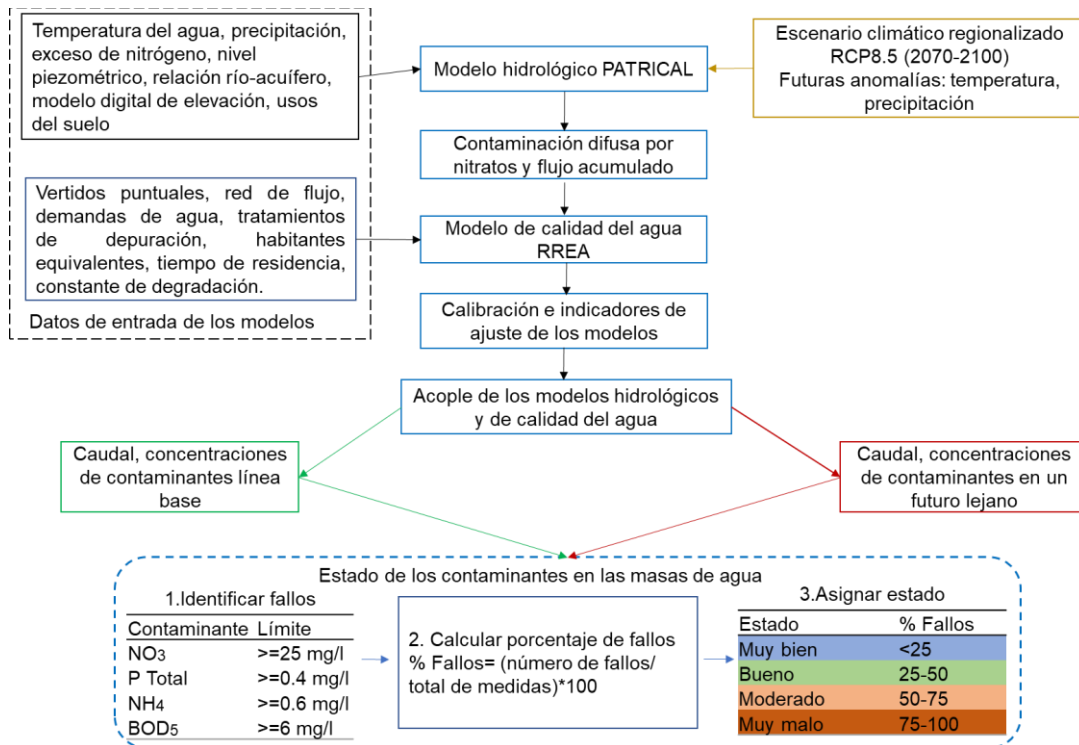 Temperatura del agua, precipitación,
exceso de nitrógeno, nivel
piezométrico, relación río-acuífero,
modelo digital de elevación, usos
del suelo
Modelo hidrológico PATRICAL
Escenario climático regionalizado
RCP8.5 (2070-2100)
Futuras anomalías: temperatura,
precipitación
Contaminación difusa por
nitratos y flujo acumulado
Vertidos puntuales, red de flujo,
demandas de agua, tratamientos
de depuración, habitantes
equivalentes, tiempo de residencia,
constante de degradación.
Datos de entrada de los modelos
Modelo de calidad del agua
RREA
Calibración e indicadores de
ajuste de los modelos
Acople de los modelos hidrológicos
y de calidad del agua
Caudal, concentraciones
de contaminantes línea
base
Caudal, concentraciones
de contaminantes en un
futuro lejano
Estado de los contaminantes en las masas de agua
1.Identificar fallos
Contaminante Límite
NO3 >=25 mg/l
P Total >=0.4 mg/l
NH4 >=0.6 mg/l
BOD5 >=6 mg/l
2. Calcular porcentaje de fallos
% Fallos= (número de fallos/
total de medidas)*100
3.Asignar estado
Estado % Fallos
Muy bien <25
Bueno 25-50
Moderado 50-75
Muy malo 75-100